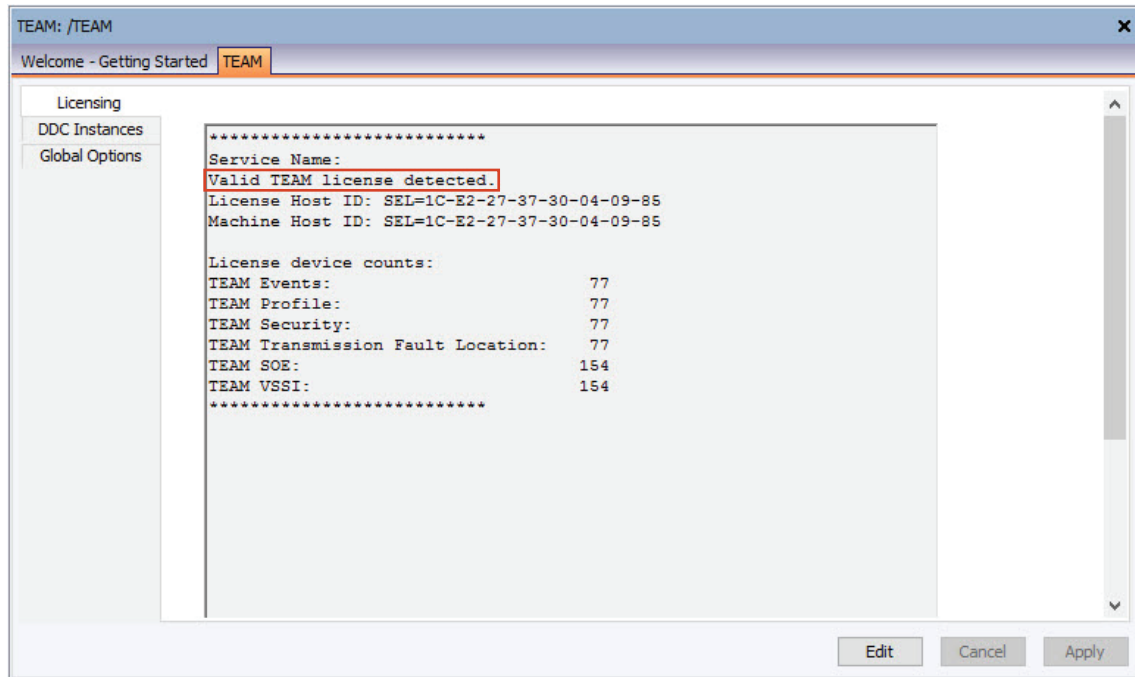 TEAM: /TEAM
Welcome - Getting Started TEAM
Licensing
DDC Instances
Global Options
***************************
Service Name:
Valid TEAM license detected.
License Host ID: SEL=1C-E2-27-37-30-04-09-85
Machine Host ID: SEL=1C-E2-27-37-30-04-09-85
License device counts:
TEAM Events: 77
TEAM Profile: 77
TEAM Security: 77
TEAM Transmission Fault Location: 77
TEAM SOE: 154
TEAM VSSI: 154
***************************
Edit Cancel Apply